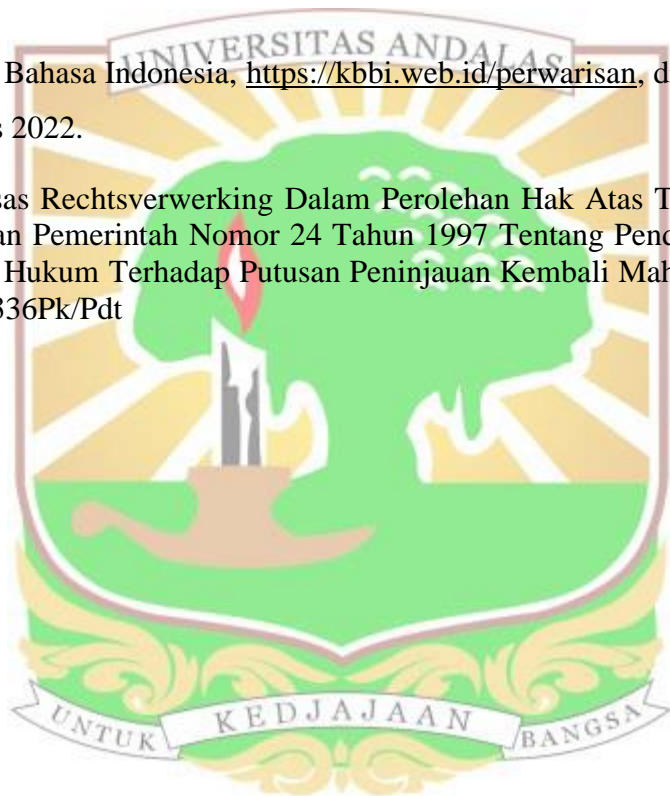 UNIVERSITAS ANDALAS
Bahasa Indonesia, https://kbbi.web.id/perwarisan, d
s 2022.
sas Rechtsverwerking Dalam Perolehan Hak Atas T
an Pemerintah Nomor 24 Tahun 1997 Tentang Pend
Hukum Terhadap Putusan Peninjauan Kembali Mah
336Pk/Pdt
UNTUK KEDJAJAAN BANGSA